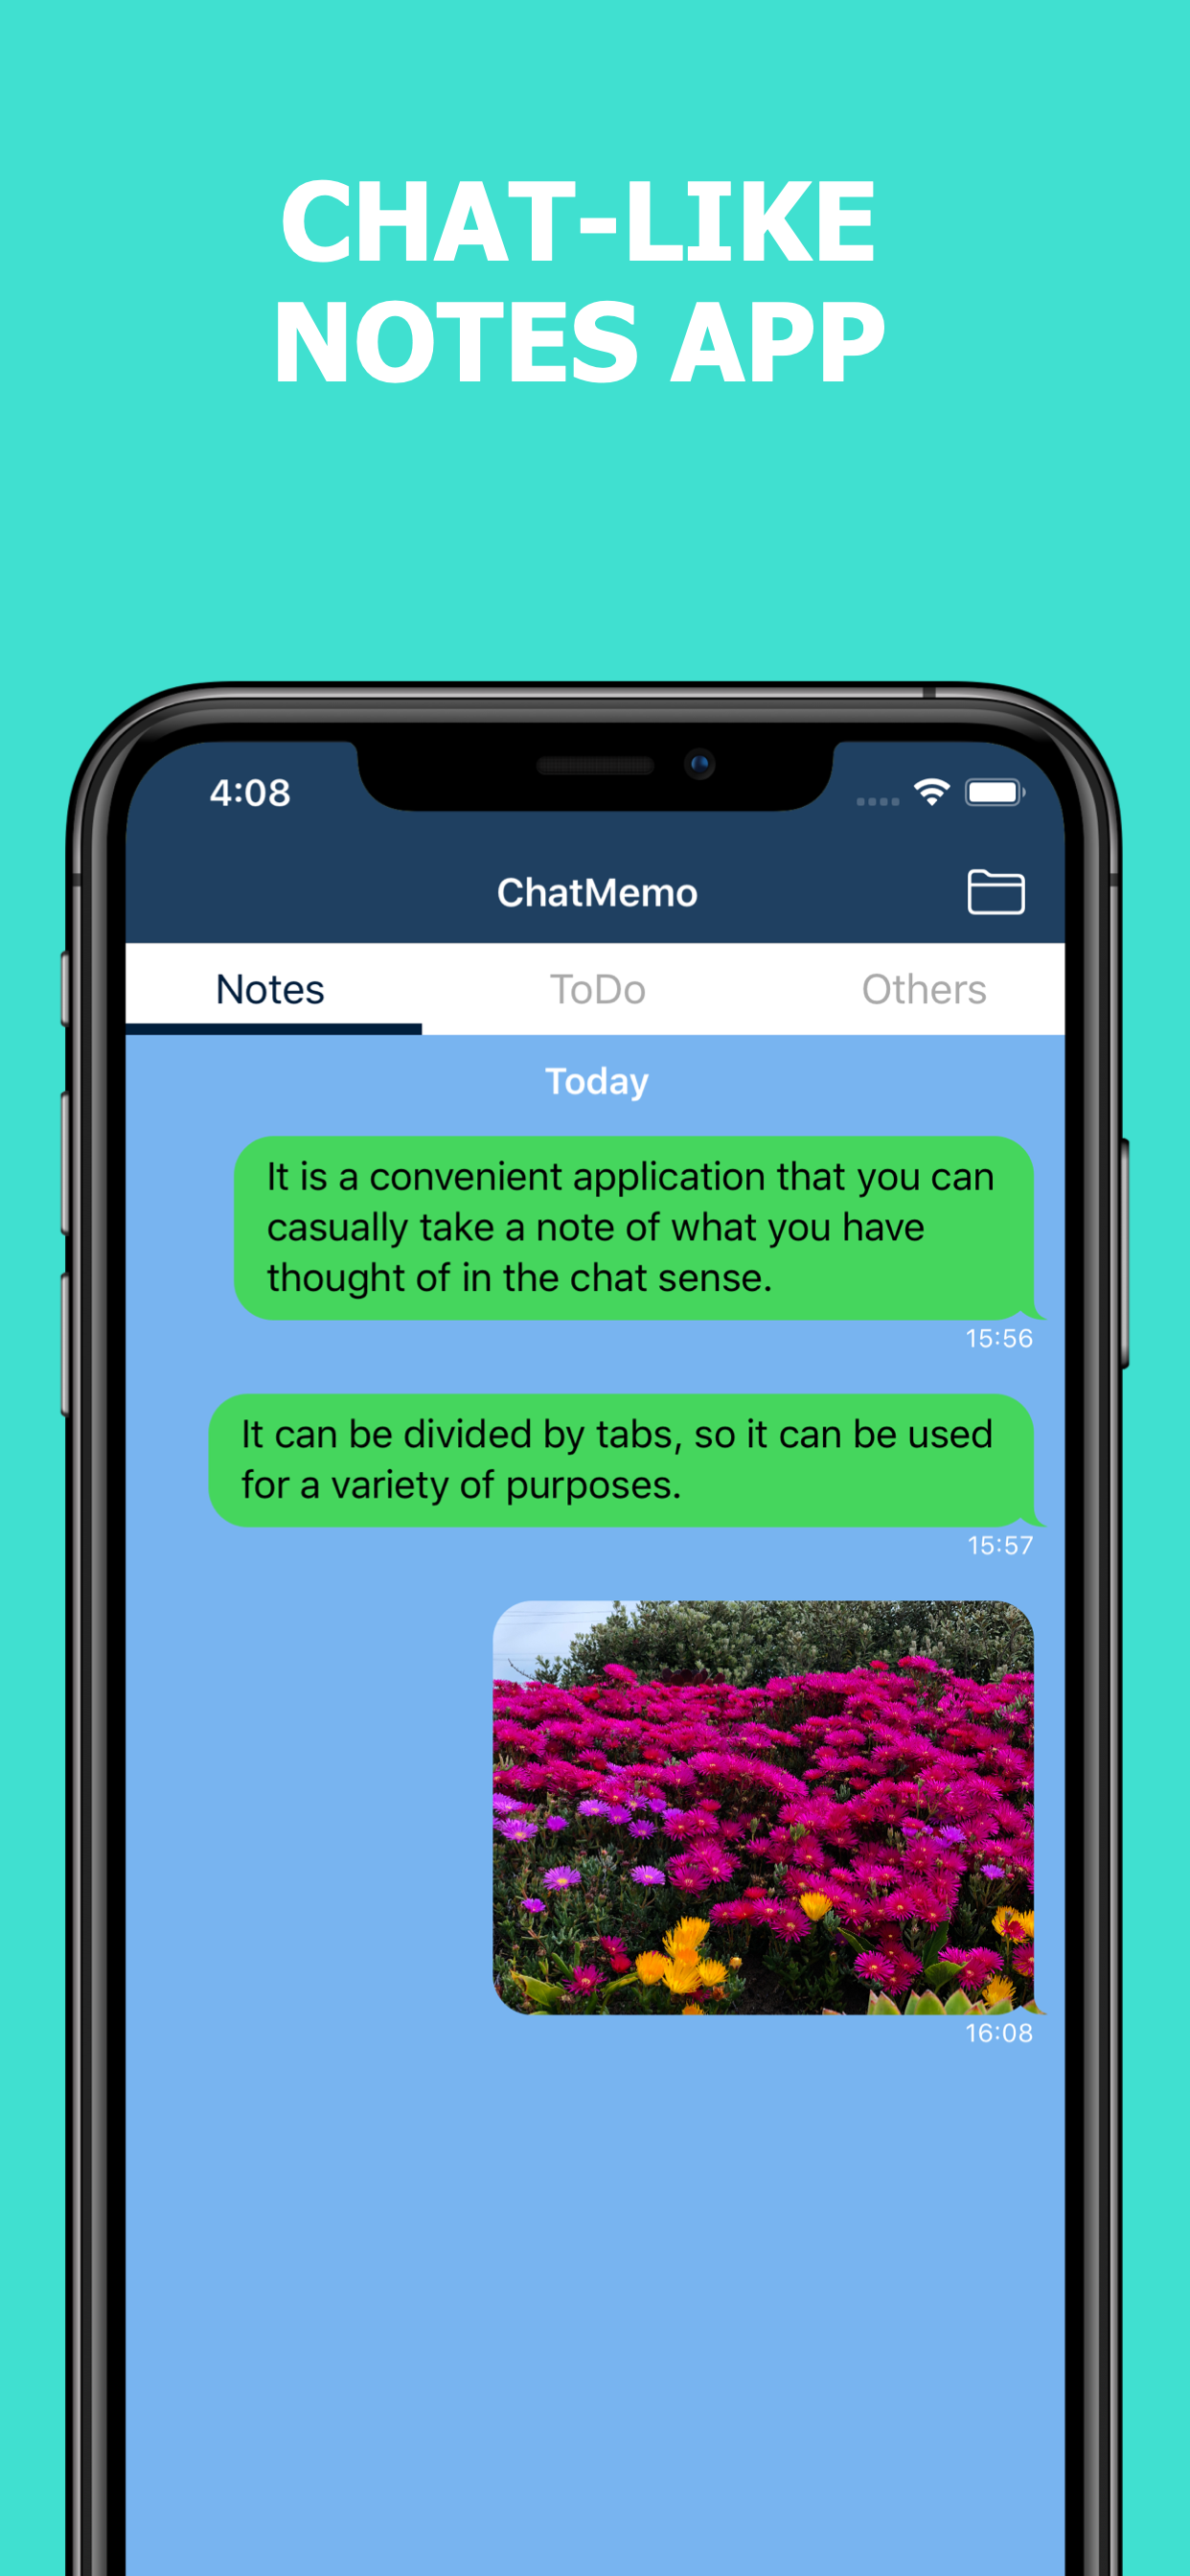 CHAT-LIKE
NOTES APP
4:08
ChatMemo
Notes ToDo Others
Today
It is a convenient application that you can
casually take a note of what you have
thought of in the chat sense.
15:56
It can be divided by tabs, so it can be used
for a variety of purposes.
15:57
16:08